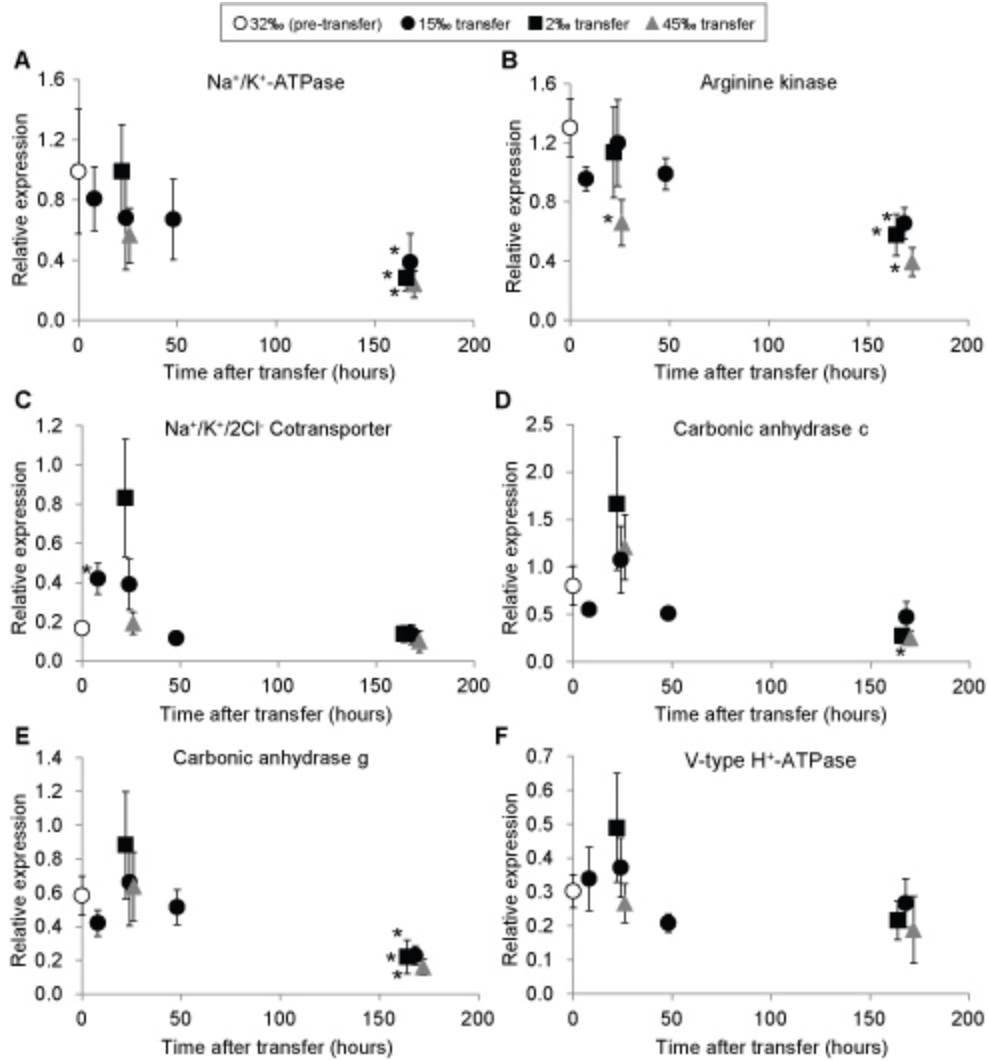 32‰ (pre-transfer) 15‰ transfer 2‰ transfer 45‰ transfer
A
Na⁺/K⁺-ATPase
Relative expression
1.6
1.2
0.8
0.4
0.0
*
*
*
0 50 100 150 200
Time after transfer (hours)
B
Arginine kinase
Relative expression
1.6
1.2
0.8
0.4
0.0
*
*
*
*
0 50 100 150 200
Time after transfer (hours)
C
Na⁺/K⁺/2Cl⁻ Cotransporter
Relative expression
1.2
1.0
0.8
0.6
0.4
0.2
0.0
*
0 50 100 150 200
Time after transfer (hours)
D
Carbonic anhydrase c
Relative expression
2.5
2.0
1.5
1.0
0.5
0.0
*
0 50 100 150 200
Time after transfer (hours)
E
Carbonic anhydrase g
Relative expression
1.4
1.2
1.0
0.8
0.6
0.4
0.2
0.0
*
*
*
0 50 100 150 200
Time after transfer (hours)
F
V-type H⁺-ATPase
Relative expression
0.7
0.6
0.5
0.4
0.3
0.2
0.1
0.0
0 50 100 150 200
Time after transfer (hours)